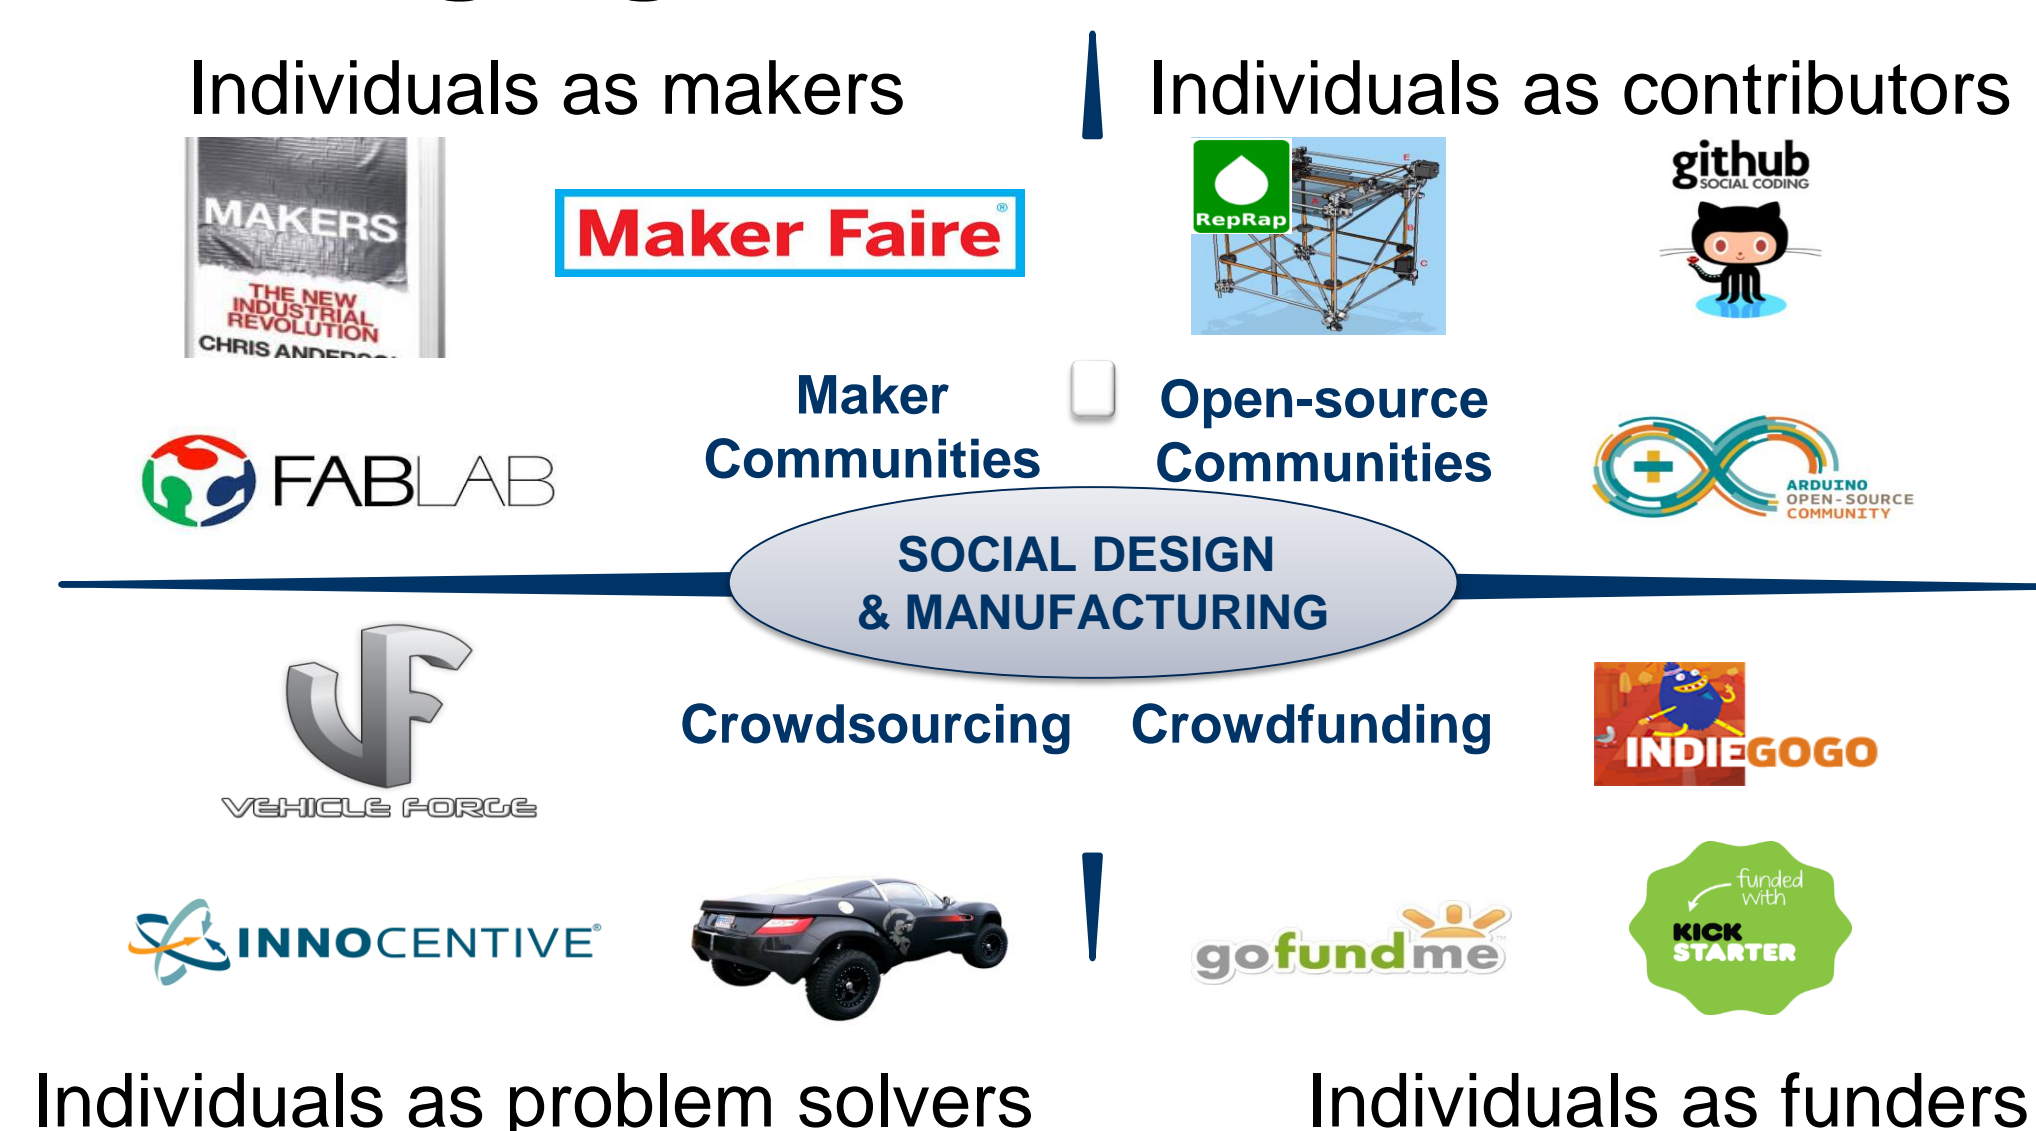 Individuals as makers
Individuals as contributors
MAKERS
THE NEW
INDUSTRIAL
REVOLUTION
CHRIS
Maker Faire®
RepRap
github
SOCIAL CODING
FABLAB
Maker
Communities
Open-source
Communities
ARDUINO
OPEN-SOURCE
COMMUNITY
SOCIAL DESIGN
& MANUFACTURING
VEHICLE FORGE
Crowdsourcing
Crowdfunding
INDIEGOGO
INNOCENTIVE®
gofundme™
funded
with
KICK
STARTER
Individuals as problem solvers
Individuals as funders